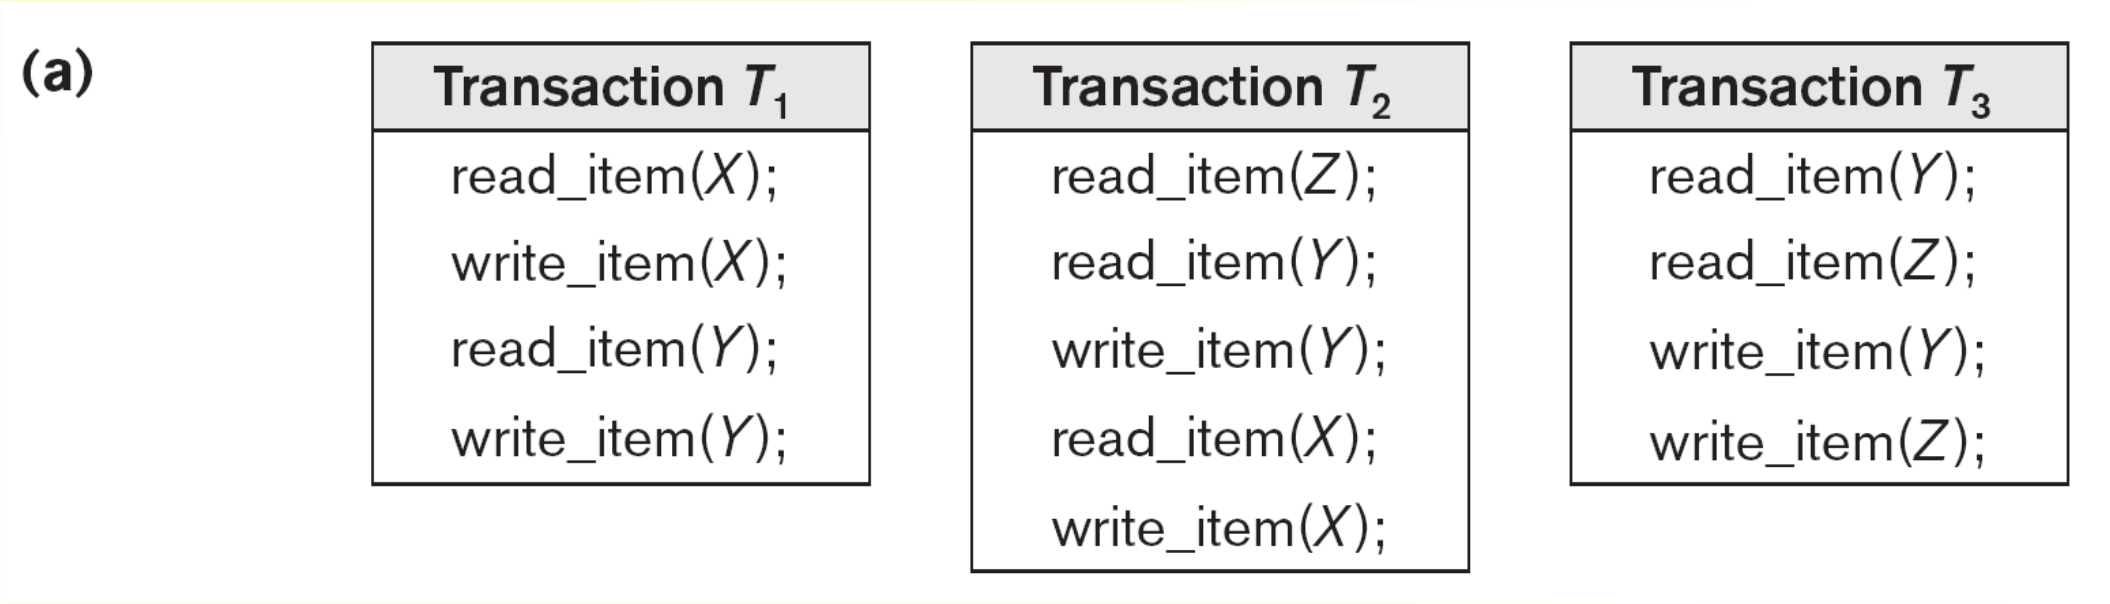 (a)
Transaction T₁
read_item(X);
write_item(X);
read_item(Y);
write_item(Y);
Transaction T₂
read_item(Z);
read_item(Y);
write_item(Y);
read_item(X);
write_item(X);
Transaction T₃
read_item(Y);
read_item(Z);
write_item(Y);
write_item(Z);